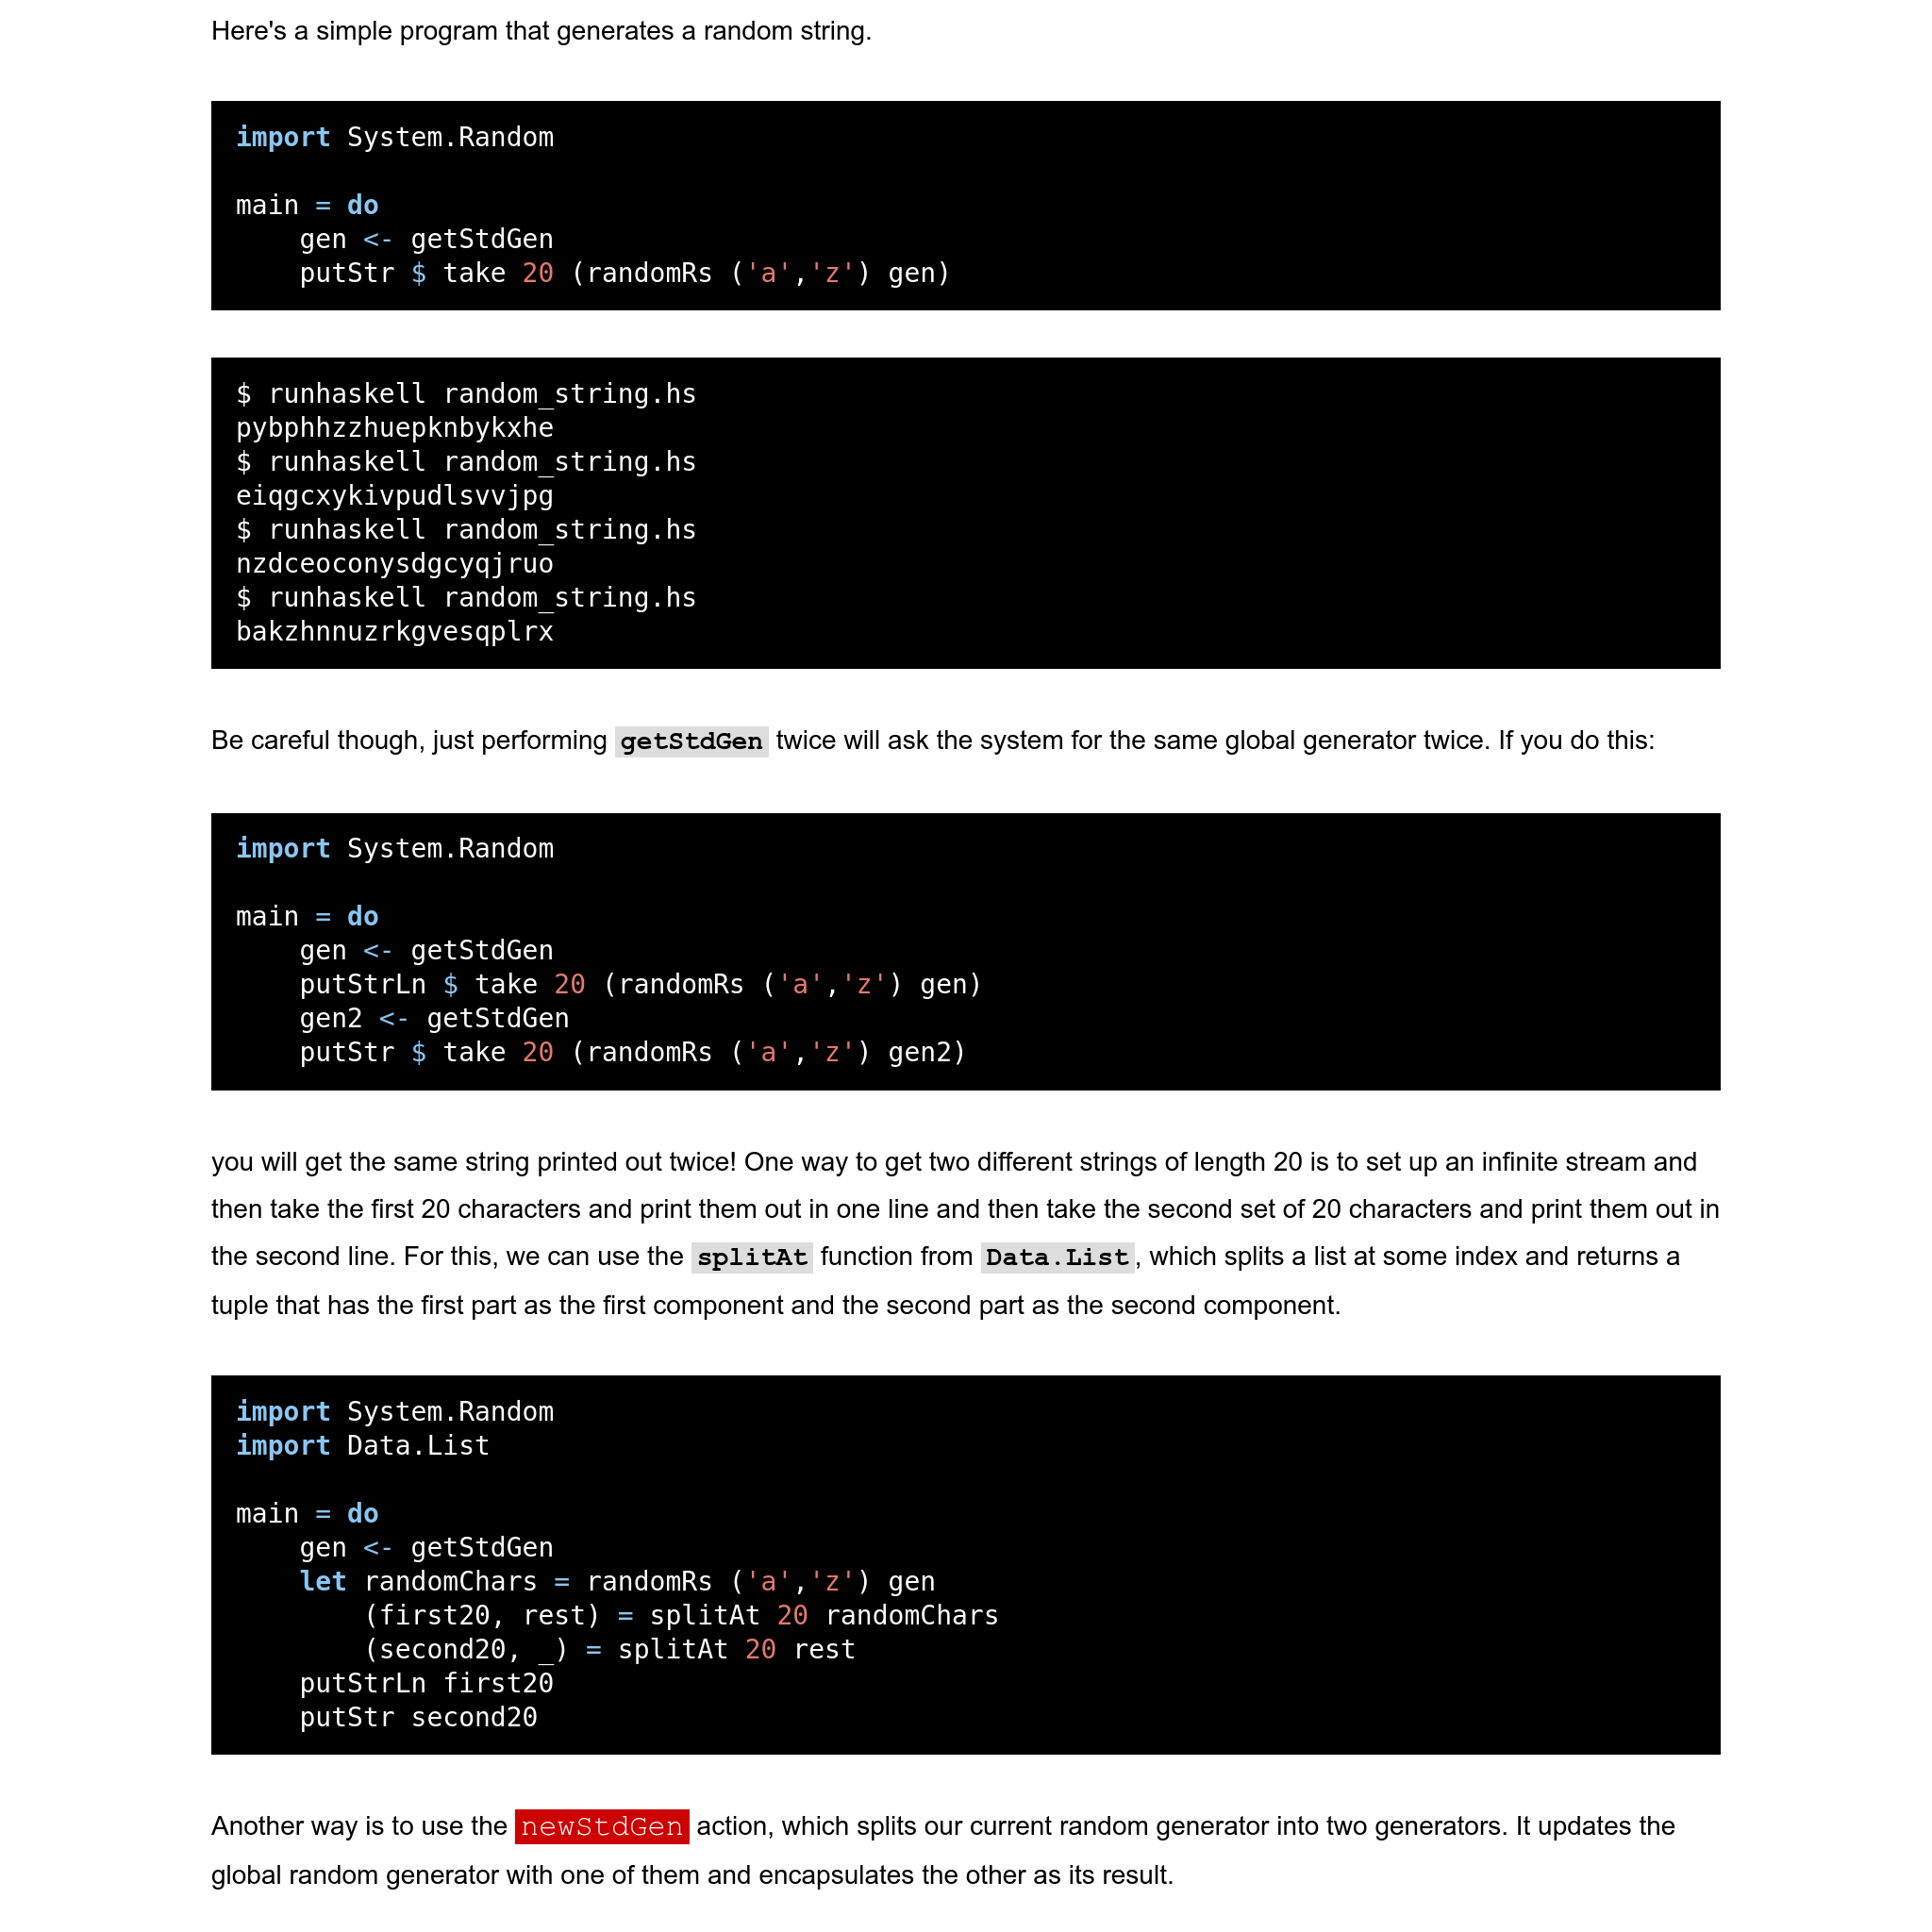 Here's a simple program that generates a random string.
import System.Random
main = do
    gen <- getStdGen
    putStr $ take 20 (randomRs ('a','z') gen)
$ runhaskell random_string.hs
pybphhzzhuepknbykxhe
$ runhaskell random_string.hs
eiqgcxykivpudlsvvjpg
$ runhaskell random_string.hs
nzdceoconysdgcyqjruo
$ runhaskell random_string.hs
bakzhnnuzrkgvesqplrx
Be careful though, just performing getStdGen twice will ask the system for the same global generator twice. If you do this:
import System.Random
main = do
    gen <- getStdGen
    putStrLn $ take 20 (randomRs ('a','z') gen)
    gen2 <- getStdGen
    putStr $ take 20 (randomRs ('a','z') gen2)
you will get the same string printed out twice! One way to get two different strings of length 20 is to set up an infinite stream and
then take the first 20 characters and print them out in one line and then take the second set of 20 characters and print them out in
the second line. For this, we can use the splitAt function from Data.List, which splits a list at some index and returns a
tuple that has the first part as the first component and the second part as the second component.
import System.Random
import Data.List
main = do
    gen <- getStdGen
    let randomChars = randomRs ('a','z') gen
        (first20, rest) = splitAt 20 randomChars
        (second20, _) = splitAt 20 rest
    putStrLn first20
    putStr second20
Another way is to use the newStdGen action, which splits our current random generator into two generators. It updates the
global random generator with one of them and encapsulates the other as its result.